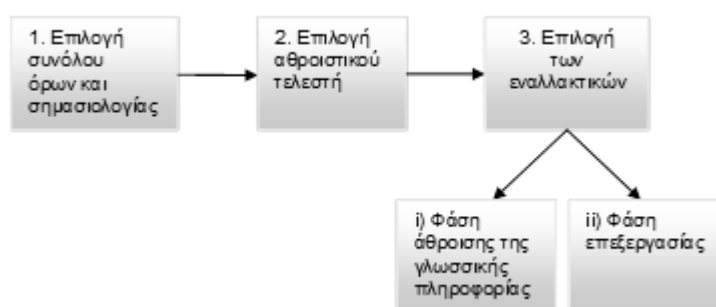 1. Επιλογή
συνόλου
όρων και
σημασιολογίας
2. Επιλογή
αθροιστικού
τελεστή
3. Επιλογή
των
εναλλακτικών
i) Φάση
άθροισης της
γλωσσικής
πληροφορίας
ii) Φάση
επεξεργασίας